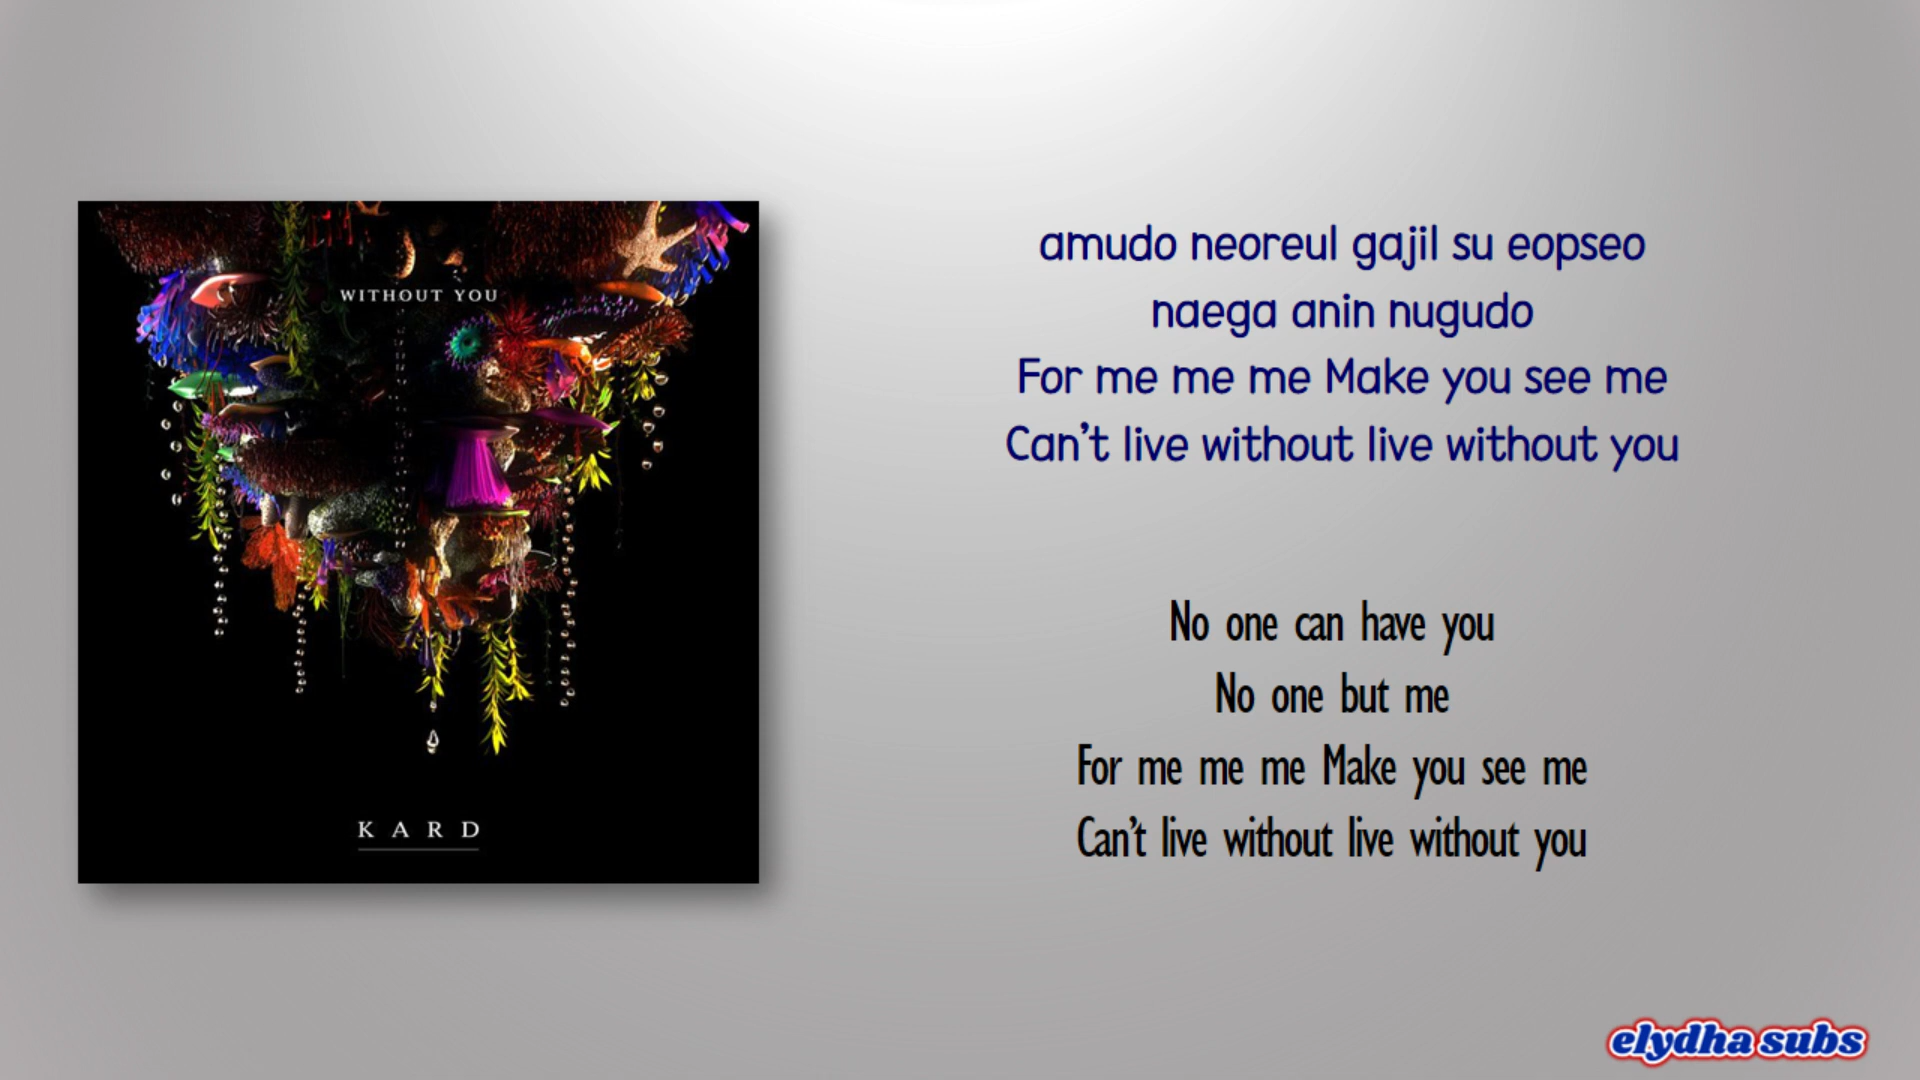 WITHOUT YOU
K A R D
amudo neoreul gajil su eopseo
naega anin nugudo
For me me me Make you see me
Can't live without live without you
No one can have you
No one but me
For me me me Make you see me
Can't live without live without you
elydha subs